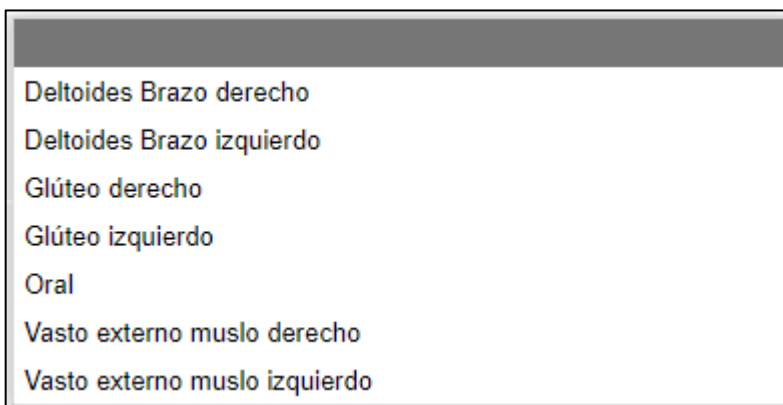 Deltoides Brazo derecho
Deltoides Brazo izquierdo
Glúteo derecho
Glúteo izquierdo
Oral
Vasto externo muslo derecho
Vasto externo muslo izquierdo